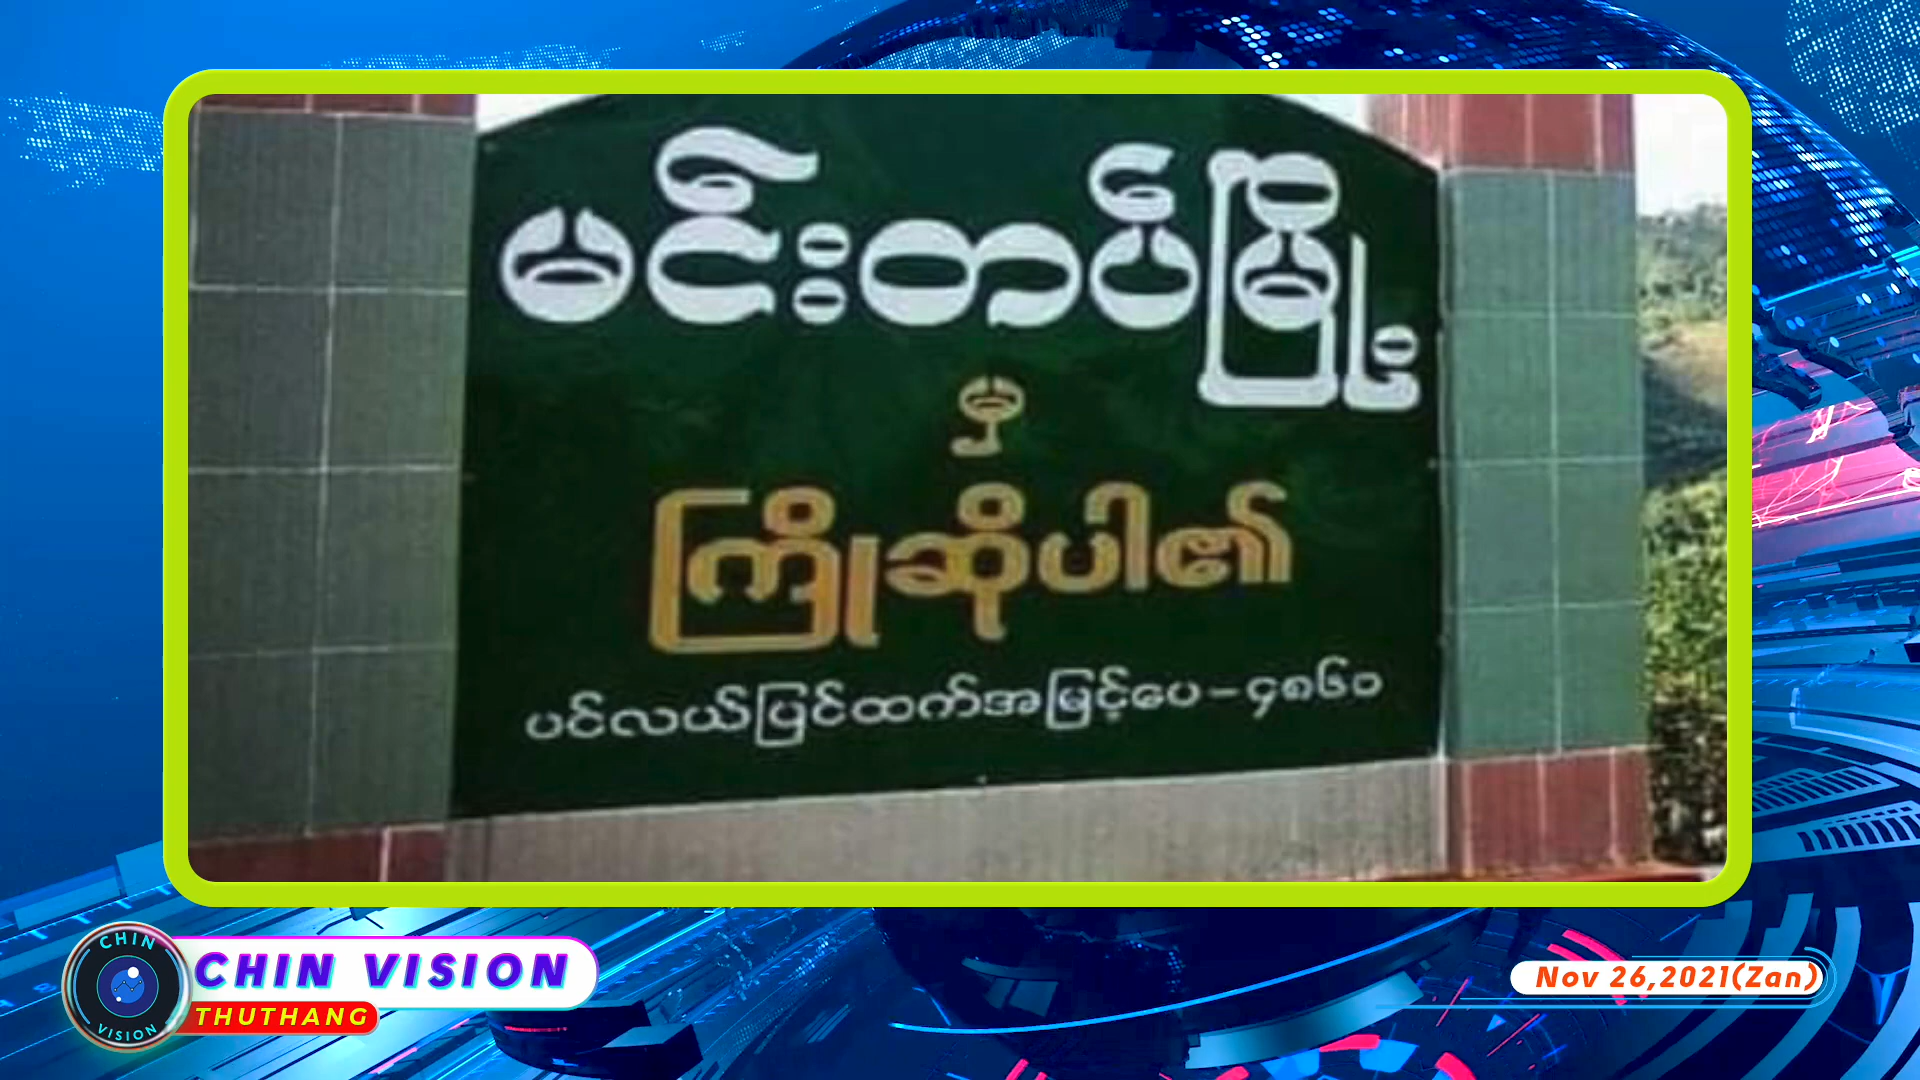 မင်းတပ်မြို့
မှ
ကြိုဆိုပါ၏
ပင်လယ်ပြင်ထက်အမြင့်ပေ-၄၈၆၀
CHIN
VISION
CHIN VISION
THUTHANG
Nov 26,2021(Zan)